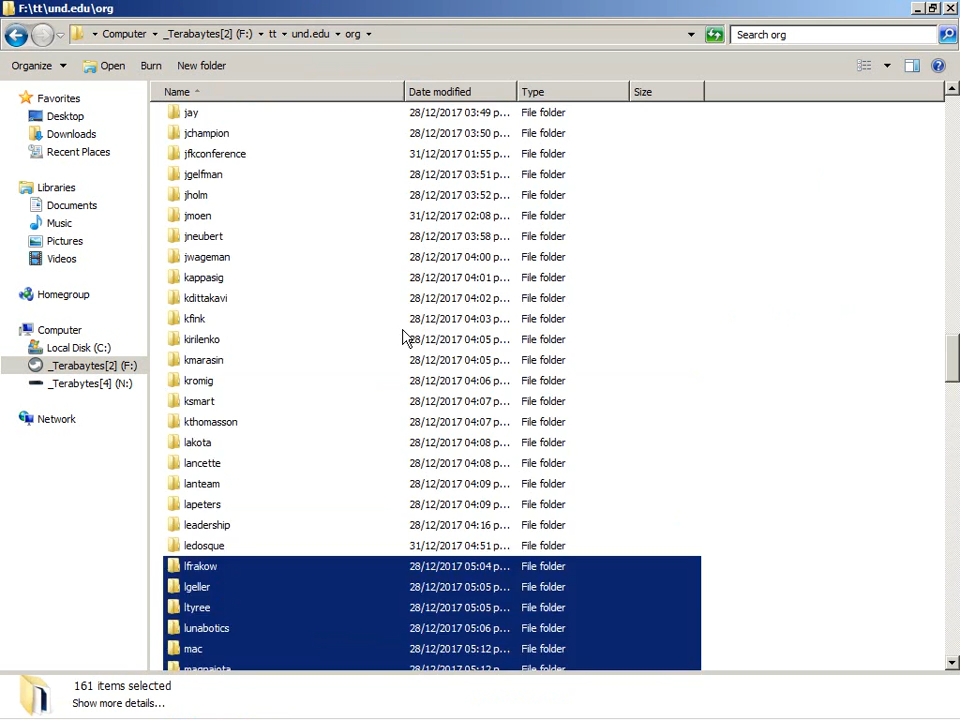 F:\tt\und.edu\org
Computer _Terabaytes[2] (F:) tt und.edu org
Search org
Organize Open Burn New folder
Name Date modified Type Size
Favorites
Desktop
Downloads
Recent Places
Libraries
Documents
Music
Pictures
Videos
Homegroup
Computer
Local Disk (C:)
_Terabaytes[2] (F:)
_Terabytes[4] (N:)
Network
jay 28/12/2017 03:49 p... File folder
jchampion 28/12/2017 03:50 p... File folder
jfkconference 31/12/2017 01:55 p... File folder
jgelfman 28/12/2017 03:51 p... File folder
jholm 28/12/2017 03:52 p... File folder
jmoen 31/12/2017 02:08 p... File folder
jneubert 28/12/2017 03:58 p... File folder
jwageman 28/12/2017 04:00 p... File folder
kappasig 28/12/2017 04:01 p... File folder
kdittakavi 28/12/2017 04:02 p... File folder
kfink 28/12/2017 04:03 p... File folder
kirilenko 28/12/2017 04:05 p... File folder
kmarasin 28/12/2017 04:05 p... File folder
kromig 28/12/2017 04:06 p... File folder
ksmart 28/12/2017 04:07 p... File folder
kthomasson 28/12/2017 04:07 p... File folder
lakota 28/12/2017 04:08 p... File folder
lancette 28/12/2017 04:08 p... File folder
lanteam 28/12/2017 04:09 p... File folder
lapeters 28/12/2017 04:09 p... File folder
leadership 28/12/2017 04:16 p... File folder
ledosque 31/12/2017 04:51 p... File folder
lfrakow 28/12/2017 05:04 p... File folder
lgeller 28/12/2017 05:05 p... File folder
ltyree 28/12/2017 05:05 p... File folder
lunabotics 28/12/2017 05:06 p... File folder
mac 28/12/2017 05:12 p... File folder
magnaiota 28/12/2017 05:12 p... File folder
161 items selected
Show more details...